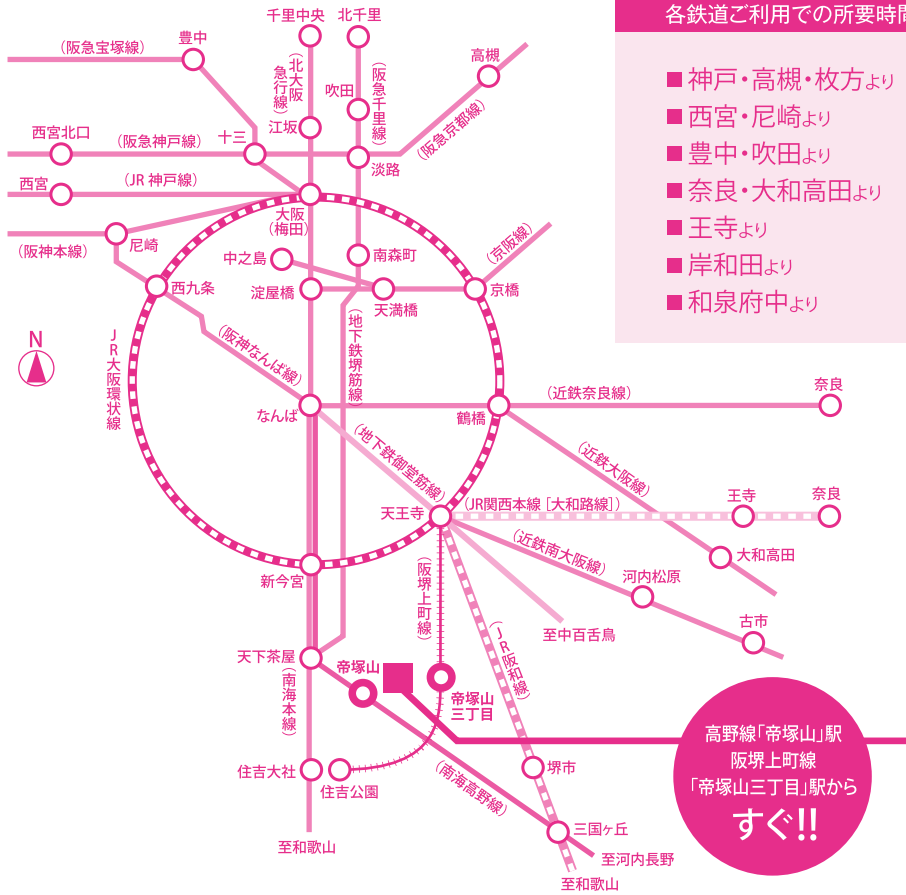 千里中央
北千里
豊中
(阪急宝塚線)
高槻
(北大阪
急行線)
(阪急千里線)
吹田
江坂
(阪急京都線)
西宮北口
(阪急神戸線)
十三
淡路
西宮
(JR 神戸線)
大阪
(梅田)
尼崎
(阪神本線)
中之島
南森町
(京阪線)
西九条
淀屋橋
天満橋
京橋
N
JR大阪環状線
(阪神なんば線)
(地下鉄堺筋線)
なんば
(近鉄奈良線)
奈良
鶴橋
(地下鉄御堂筋線)
(近鉄大阪線)
天王寺
(JR関西本線[大和路線])
王寺
奈良
大和高田
新今宮
(阪堺上町線)
(近鉄南大阪線)
河内松原
古市
至中百舌鳥
(JR阪和線)
天下茶屋
帝塚山
帝塚山
三丁目
(南海本線)
住吉大社
住吉公園
(南海高野線)
堺市
三国ヶ丘
至和歌山
至河内長野
至和歌山
各鉄道ご利用での所要時間
■神戸・高槻・枚方より
■西宮・尼崎より
■豊中・吹田より
■奈良・大和高田より
■王寺より
■岸和田より
■和泉府中より
高野線「帝塚山」駅
阪堺上町線
「帝塚山三丁目」駅から
すぐ!!